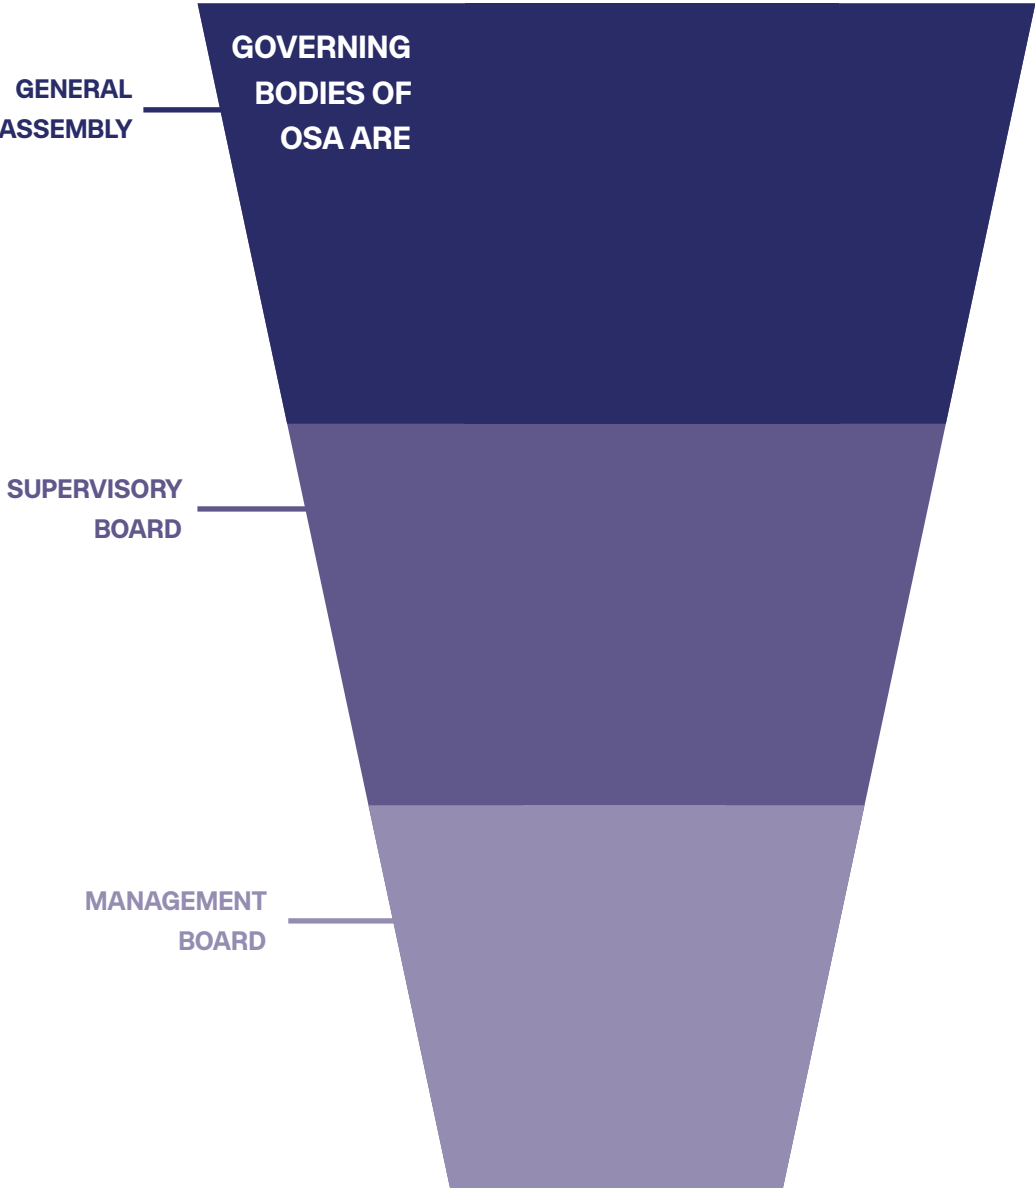 GOVERNING
BODIES OF
OSA ARE
GENERAL
ASSEMBLY
SUPERVISORY
BOARD
MANAGEMENT
BOARD